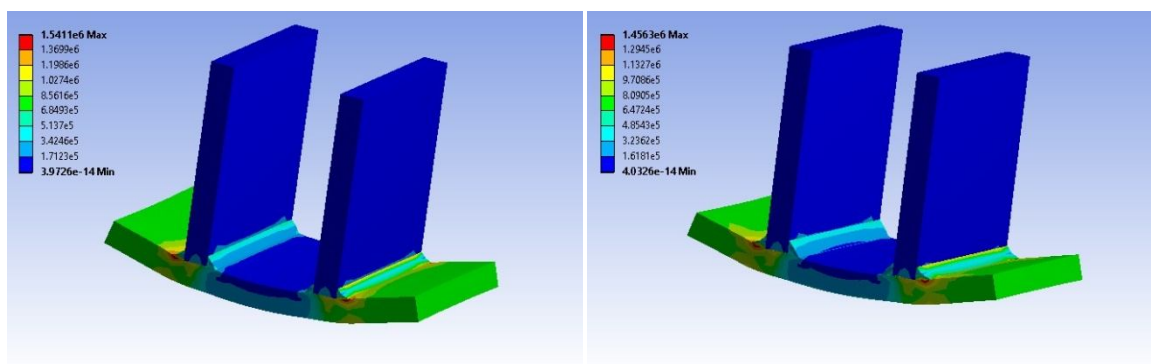 1.5411e6 Max
1.3699e6
1.1986e6
1.0274e6
8.5616e5
6.8493e5
5.137e5
3.4246e5
1.7123e5
3.9726e-14 Min
1.4563e6 Max
1.2945e6
1.1327e6
9.7086e5
8.0905e5
6.4724e5
4.8543e5
3.2362e5
1.6181e5
4.0326e-14 Min